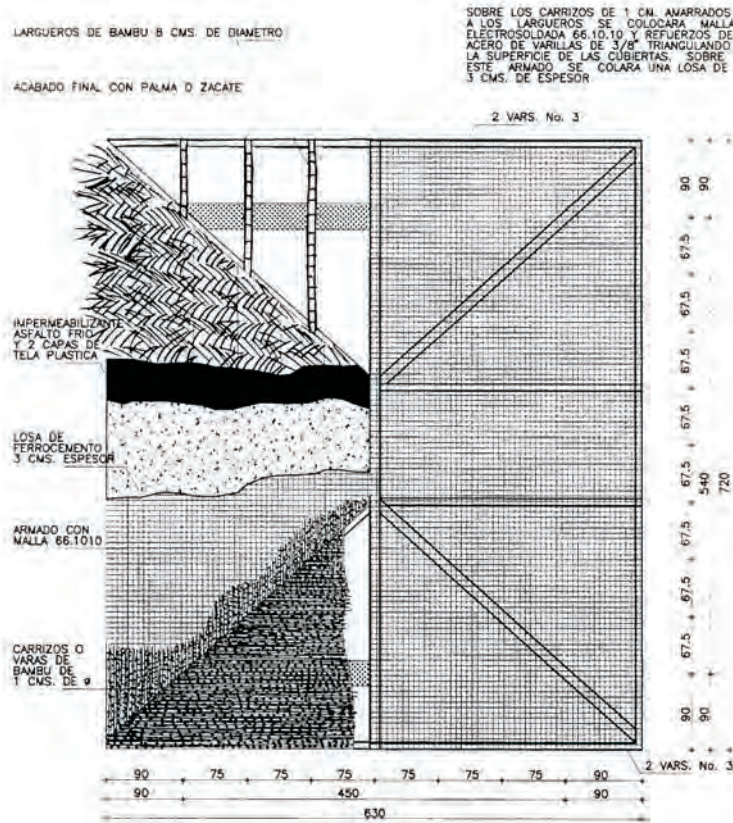 LARGUEROS DE BAMBU 8 CMS. DE DIAMETRO
ACABADO FINAL CON PALMA O ZACATE
SOBRE LOS CARRIZOS DE 1 CM. AMARRADOS
A LOS LARGUEROS SE COLOCARA MALLA
ELECTROSOLDADA 66.10.10 Y REFUERZOS DE
ACERO DE VARILLAS DE 3/8" TRIANGULANDO
LA SUPERFICIE DE LAS CUBIERTAS. SOBRE
ESTE ARMADO SE COLARA UNA LOSA DE
3 CMS. DE ESPESOR
2 VARS. No. 3
IMPERMEABILIZANTE
ASFALTO FRIO
Y 2 CAPAS DE
TELA PLASTICA
LOSA DE
FERROCEMENTO
3 CMS. ESPESOR
ARMADO CON
MALLA 66.1010
CARRIZOS O
VARAS DE
BAMBU DE
1 CMS. DE ø
90
67.5
67.5
67.5
67.5
67.5
67.5
67.5
90
90
540
90
720
2 VARS. No. 3
90 75 75 75 75 75 75 90
90 450 90
630